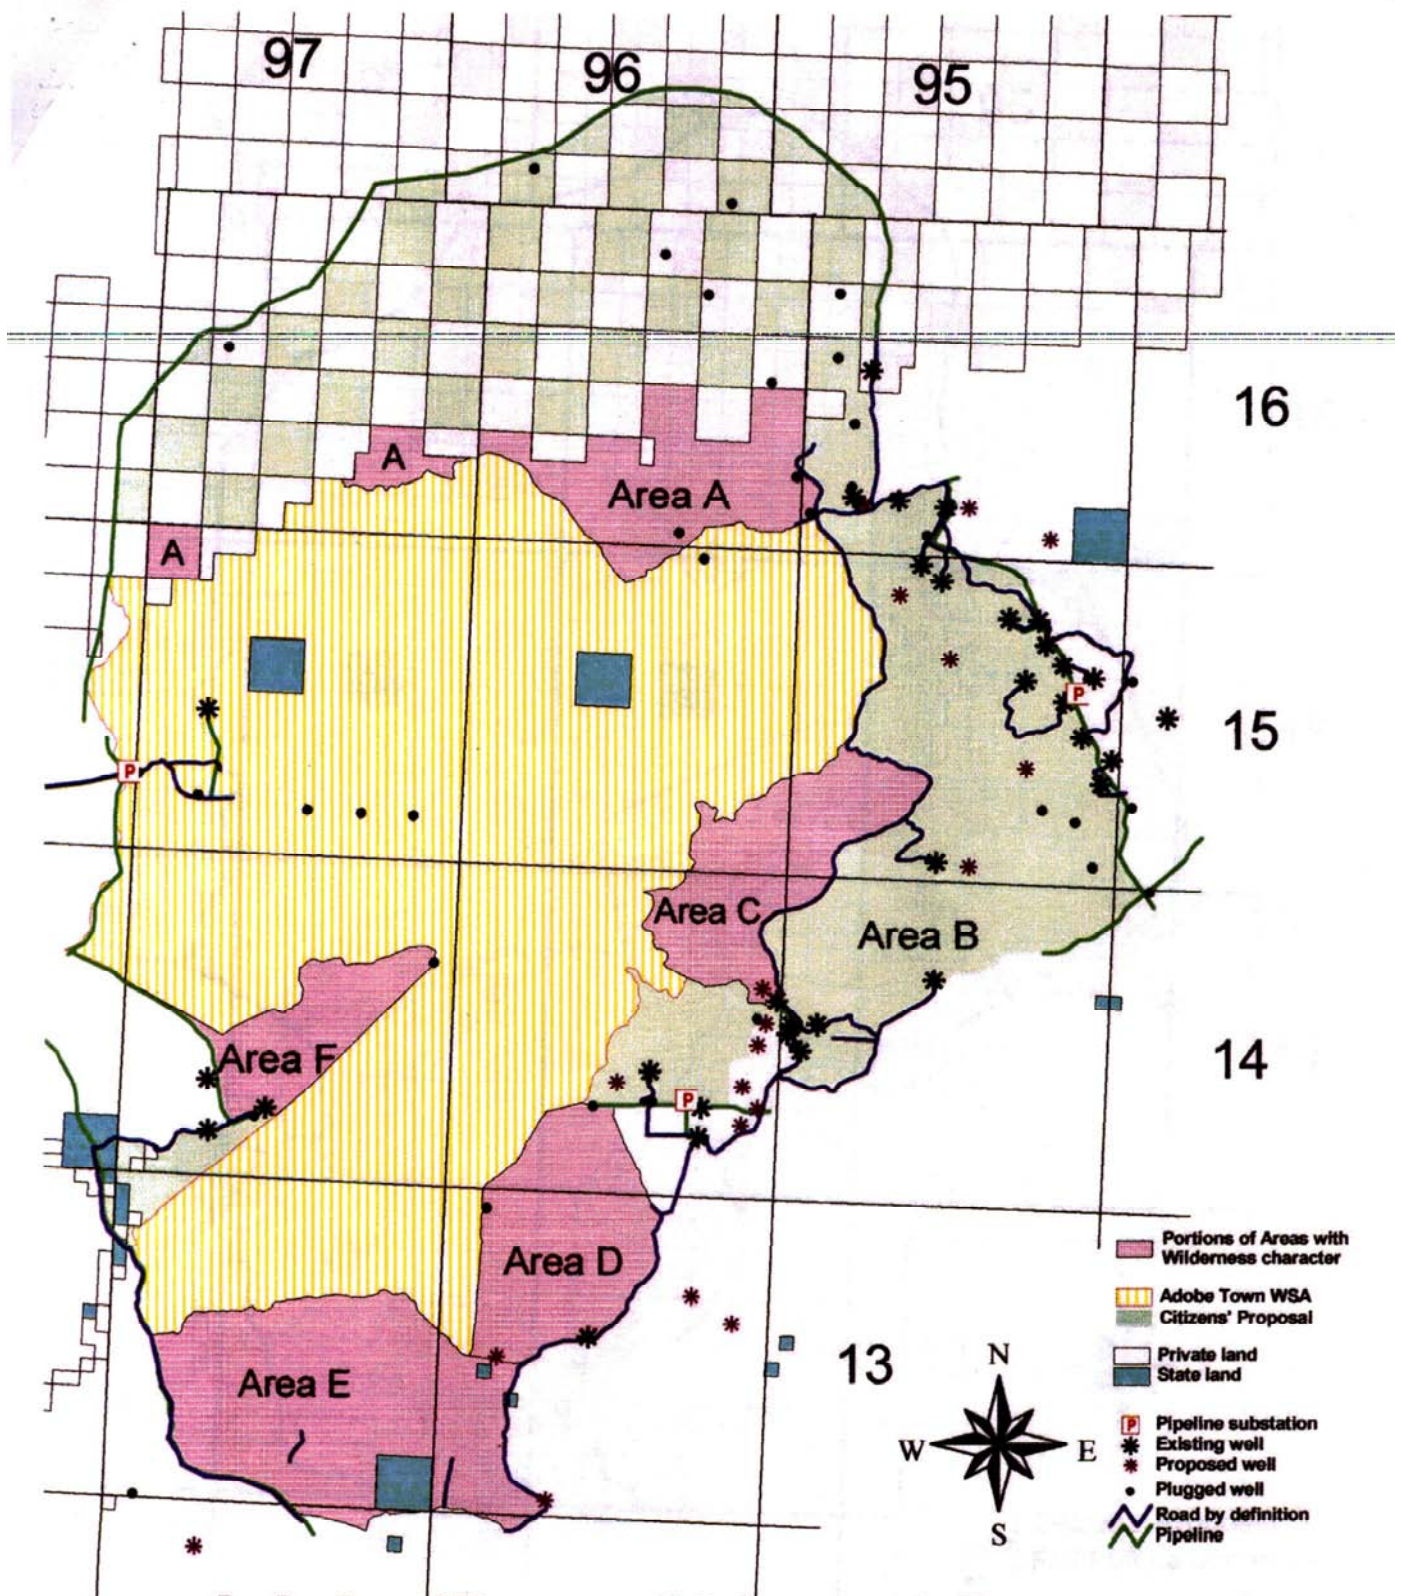 97
96
95
16
A
Area A
A
15
P
P
Area C
Area B
14
Area F
P
Area D
Area E
13
Portions of Areas with
Wilderness character
Adobe Town WSA
Citizens' Proposal
Private land
State land
P Pipeline substation
Existing well
Proposed well
Plugged well
Road by definition
Pipeline
N
W E
S